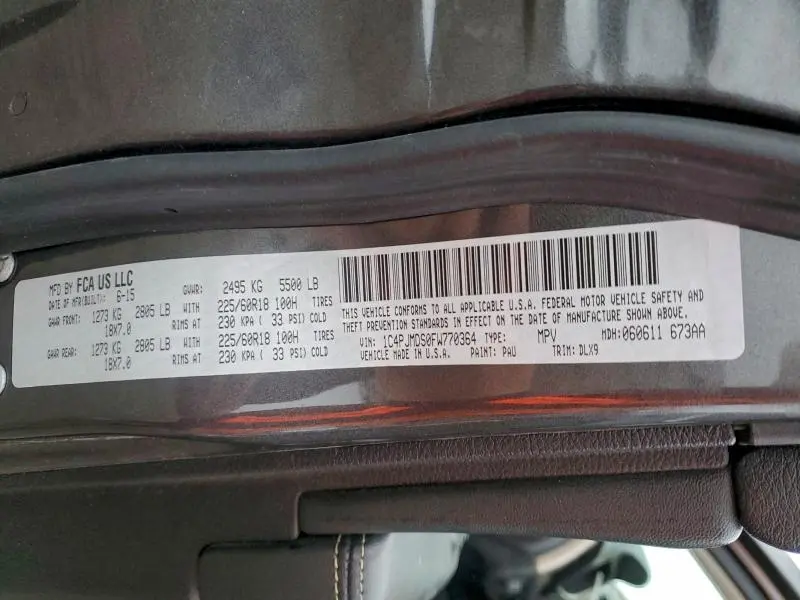 MFD BY FCA US LLC
DATE OF MFR(BUILT): 6-15
GVWR: 2495 KG 5500 LB
GAWR FRONT: 1273 KG 2805 LB WITH 225/60R18 100H TIRES
18X7.0 RIMS AT 230 KPA ( 33 PSI) COLD
GAWR REAR: 1273 KG 2805 LB WITH 225/60R18 100H TIRES
18X7.0 RIMS AT 230 KPA ( 33 PSI) COLD
THIS VEHICLE CONFORMS TO ALL APPLICABLE U.S.A. FEDERAL MOTOR VEHICLE SAFETY AND
THEFT PREVENTION STANDARDS IN EFFECT ON THE DATE OF MANUFACTURE SHOWN ABOVE.
VIN: 1C4PJMDS0FW770364 TYPE: MPV MDH:060611 673AA
VEHICLE MADE IN U.S.A. PAINT: PAU TRIM: DLX9